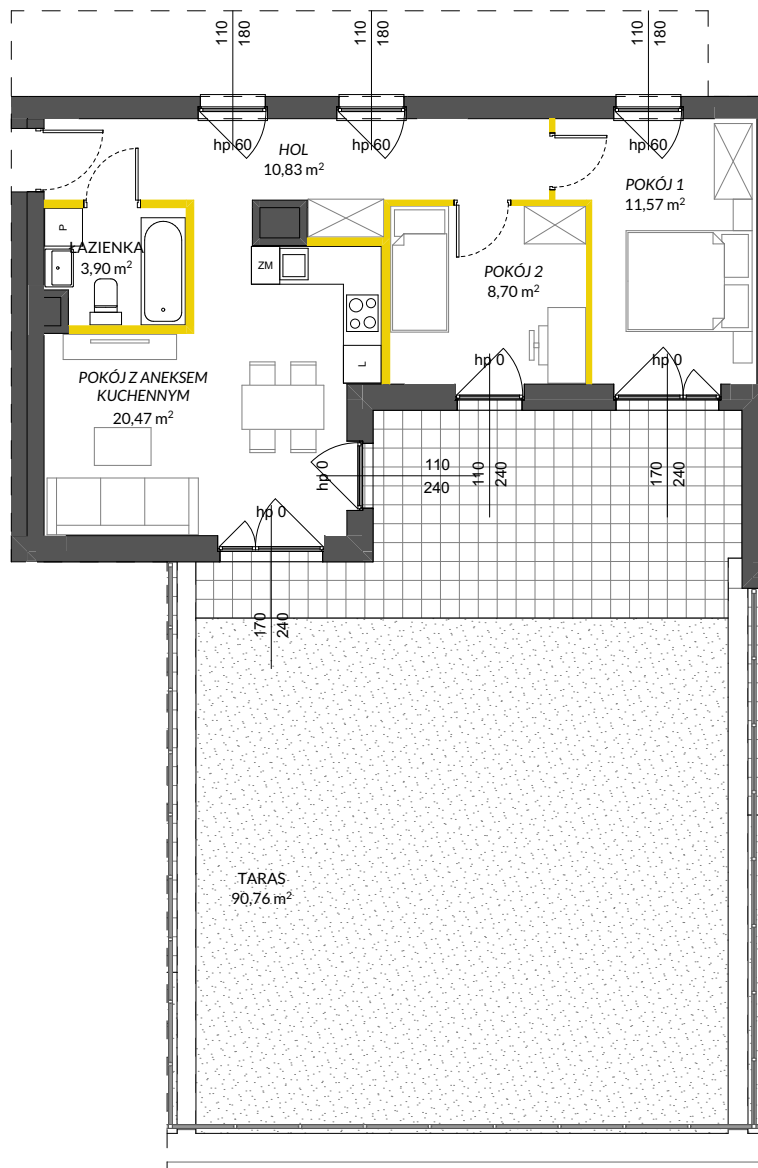 110
180
110
180
110
180
hp 60
hp 60
hp 60
HOL
10,83 m²
POKÓJ 1
11,57 m²
P
ŁAZIENKA
3,90 m²
ZM
POKÓJ 2
8,70 m²
L
hp 0
hp 0
POKÓJ Z ANEKSEM
KUCHENNYM
20,47 m²
hp 0
110
240
110
240
170
240
hp 0
170
240
TARAS
90,76 m²